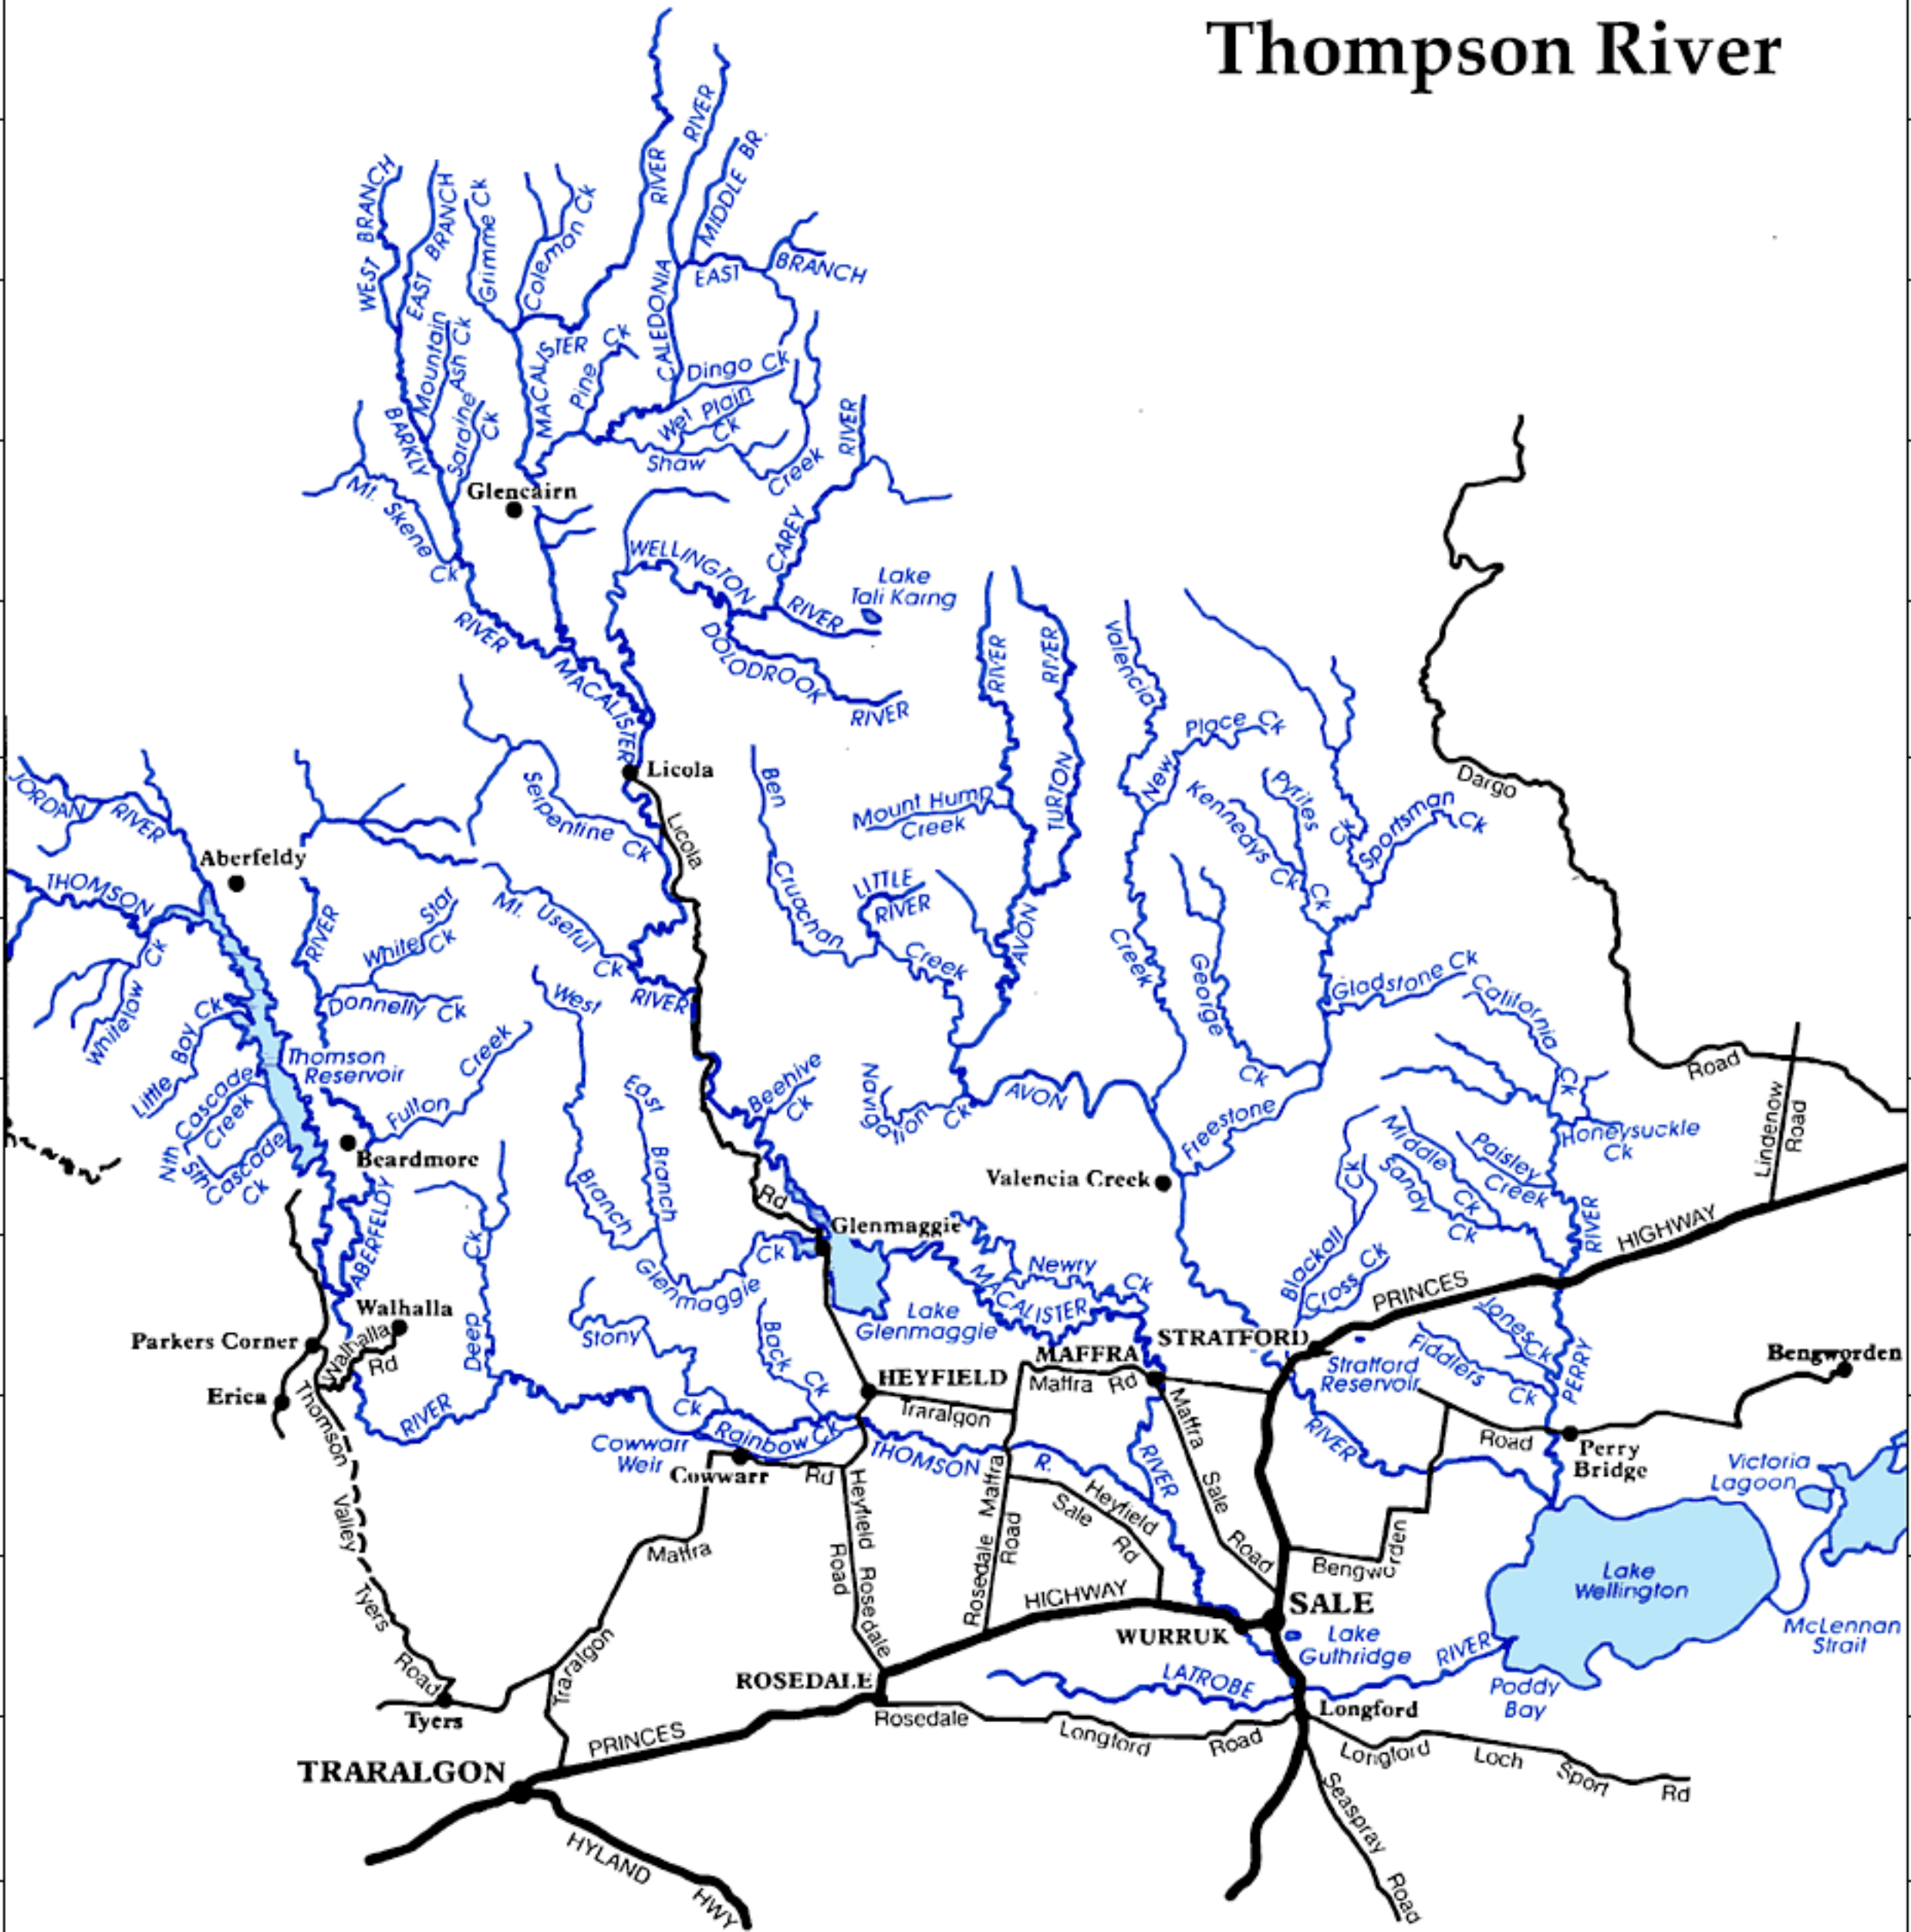 Thompson River
RIVER
RIVER
MIDDLE BR.
WEST BRANCH
EAST BRANCH
Grimme Ck
Coleman Ck
EAST BRANCH
CALEDONIA
MACALISTER
Pine Ck
Mountain
Ash Ck
Dingo Ck
Wet Plain
Ck
BARKLY
Ck
Shaw Creek
RIVER
Glencairn
Mt. Skene Ck
CAREY
WELLINGTON RIVER
Lake
Tali Karng
RIVER
DOLODROOK RIVER
MACALISTER
RIVER
RIVER
Valencia
New Place Ck
Licola
Licola
Ben
Mount Hump
Creek
TURTON
Kennedys Ck
Pyrites Ck
Ck
Sportsman Ck
Dargo
JORDAN RIVER
Serpentine Ck
Aberfeldy
THOMSON
LITTLE
RIVER
Cruachan Creek
AVON
Creek
George Ck
Gladstone Ck
California Ck
RIVER
White Star
Ck
Mt. Useful Ck
RIVER
Donnelly Ck
West
Whitelaw Ck
Little Boy Ck
Thomson
Reservoir
Creek
Fullon
Nth Cascade
Creek
Sth Cascade
Ck
Beehive
Ck
Navigation Ck
AVON
Freestone
Honeysuckle
Ck
Road
Lindenow
Road
East
Branch
Branch
Beardmore
Valencia Creek
Middle Ck
Paisley
Creek
Sandy Ck
Blackall Ck
RIVER
HIGHWAY
ABERFELDY
Rd
Glenmaggie
Glenmaggie Ck
Newry Ck
MACALISTER
Cross Ck
PRINCES
Walhalla
Parkers Corner
Walhalla
Rd
Deep Ck
Stony Ck
Back Ck
Lake
Glenmaggie
STRATFORD
Jones Ck
Fiddlers Ck
Stratford
Reservoir
PERRY
Bengworden
MAFFRA
Maffra Rd
HEYFIELD
Traralgon
Erica
Thomson Valley
RIVER
Rainbow Ck
Cowwarr
Weir
Cowwarr
Rd
THOMSON R.
RIVER
Maffra Sale Road
RIVER
Road
Perry
Bridge
Victoria
Lagoon
Heyfield Rosedale
Road
Rosedale Maffra
Road
Heyfield
Sale Rd
Maffra
Bengworden
Lake
Wellington
McLennan
Strait
Tyers Road
Traralgon
HIGHWAY
SALE
WURRUK
Lake
Guthridge
RIVER
LATROBE
Poddy
Bay
ROSEDALE
Tyers
Rosedale Longford Road
Longford
Longford Loch Sport Rd
PRINCES
TRARALGON
Seaspray Road
HYLAND HWY